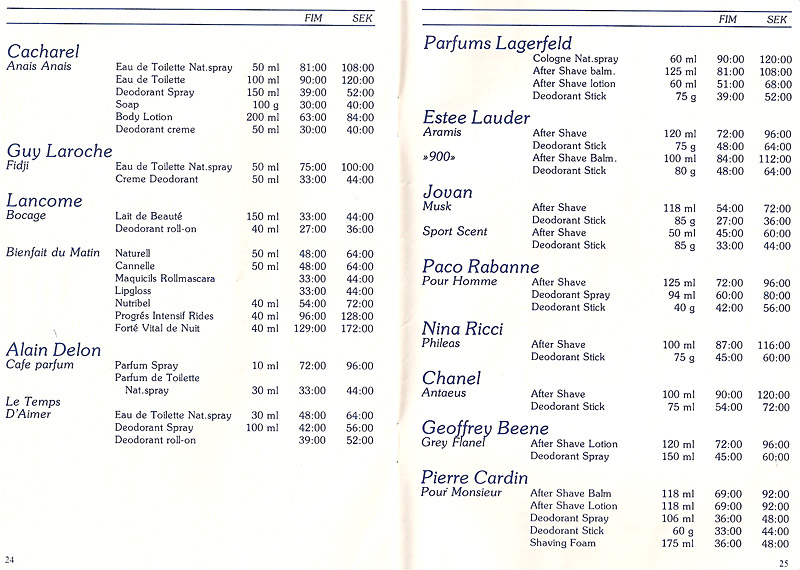 FIM SEK
Cacharel
Anais Anais Eau de Toilette Nat.spray 50 ml 81:00 108:00
Eau de Toilette 100 ml 90:00 120:00
Deodorant Spray 150 ml 39:00 52:00
Soap 100 g 30:00 40:00
Body Lotion 200 ml 63:00 84:00
Deodorant creme 50 ml 30:00 40:00
Guy Laroche
Fidji Eau de Toilette Nat.spray 50 ml 75:00 100:00
Creme Deodorant 50 ml 33:00 44:00
Lancome
Bocage Lait de Beauté 150 ml 33:00 44:00
Deodorant roll-on 40 ml 27:00 36:00
Bienfait du Matin Naturell 50 ml 48:00 64:00
Cannelle 50 ml 48:00 64:00
Maquicils Rollmascara 33:00 44:00
Lipgloss 33:00 44:00
Nutribel 40 ml 54:00 72:00
Progrés Intensif Rides 40 ml 96:00 128:00
Forté Vital de Nuit 40 ml 129:00 172:00
Alain Delon
Cafe parfum Parfum Spray 10 ml 72:00 96:00
Parfum de Toilette
Nat.spray 30 ml 33:00 44:00
Le Temps
D'Aimer Eau de Toilette Nat.spray 30 ml 48:00 64:00
Deodorant Spray 100 ml 42:00 56:00
Deodorant roll-on 39:00 52:00
24
FIM SEK
Parfums Lagerfeld
Cologne Nat.spray 60 ml 90:00 120:00
After Shave balm. 125 ml 81:00 108:00
After Shave lotion 60 ml 51:00 68:00
Deodorant Stick 75 g 39:00 52:00
Estee Lauder
Aramis After Shave 120 ml 72:00 96:00
Deodorant Stick 75 g 48:00 64:00
»900» After Shave Balm. 100 ml 84:00 112:00
Deodorant Stick 80 g 48:00 64:00
Jovan
Musk After Shave 118 ml 54:00 72:00
Deodorant Stick 85 g 27:00 36:00
Sport Scent After Shave 50 ml 45:00 60:00
Deodorant Stick 85 g 33:00 44:00
Paco Rabanne
Pour Homme After Shave 125 ml 72:00 96:00
Deodorant Spray 94 ml 60:00 80:00
Deodorant Stick 40 g 42:00 56:00
Nina Ricci
Phileas After Shave 100 ml 87:00 116:00
Deodorant Stick 75 g 45:00 60:00
Chanel
Antaeus After Shave 100 ml 90:00 120:00
Deodorant Stick 75 ml 54:00 72:00
Geoffrey Beene
Grey Flanel After Shave Lotion 120 ml 72:00 96:00
Deodorant Spray 150 ml 45:00 60:00
Pierre Cardin
Pour Monsieur After Shave Balm 118 ml 69:00 92:00
After Shave Lotion 118 ml 69:00 92:00
Deodorant Spray 106 ml 36:00 48:00
Deodorant Stick 60 g 33:00 44:00
Shaving Foam 175 ml 36:00 48:00
25